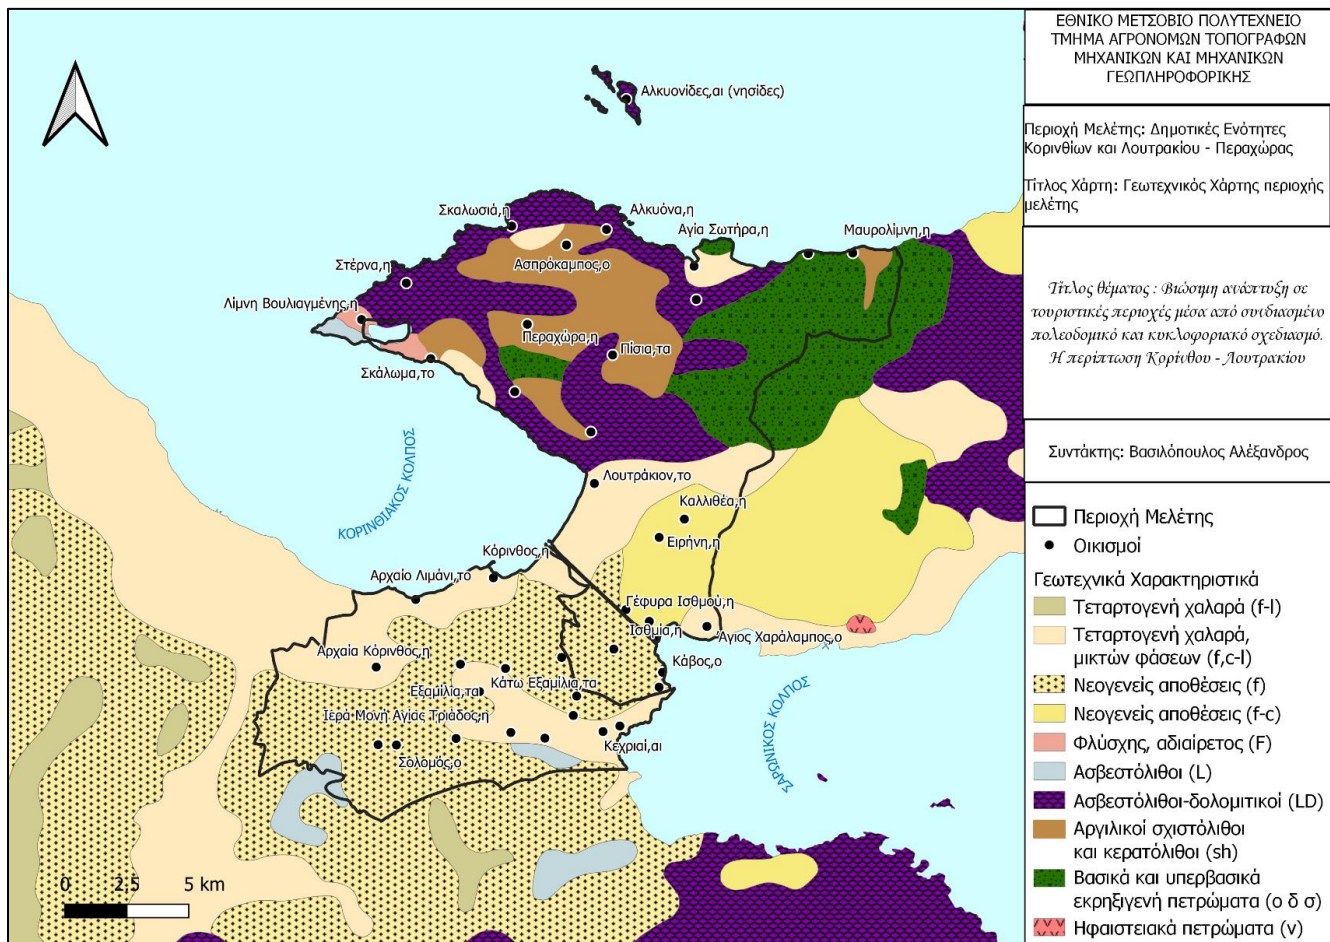 ΕΘΝΙΚΟ ΜΕΤΣΟΒΙΟ ΠΟΛΥΤΕΧΝΕΙΟ
ΤΜΗΜΑ ΑΓΡΟΝΟΜΩΝ ΤΟΠΟΓΡΑΦΩΝ
ΜΗΧΑΝΙΚΩΝ ΚΑΙ ΜΗΧΑΝΙΚΩΝ
ΓΕΩΠΛΗΡΟΦΟΡΙΚΗΣ
Περιοχή Μελέτης: Δημοτικές Ενότητες
Κορινθίων και Λουτρακίου - Περαχώρας
Τίτλος Χάρτη: Γεωτεχνικός Χάρτης περιοχής
μελέτης
Τίτλος θέματος : Βιώσιμη ανάπτυξη σε
τουριστικές περιοχές μέσα από συνδιασμένο
πολεοδομικό και κυκλοφοριακό σχεδιασμό.
Η περίπτωση Κορίνθου - Λουτρακίου
Συντάκτης: Βασιλόπουλος Αλέξανδρος
Περιοχή Μελέτης
Οικισμοί
Γεωτεχνικά Χαρακτηριστικά
Τεταρτογενή χαλαρά (f-l)
Τεταρτογενή χαλαρά,
μικτών φάσεων (f,c-l)
Νεογενείς αποθέσεις (f)
Νεογενείς αποθέσεις (f-c)
Φλύσχης, αδιαίρετος (F)
Ασβεστόλιθοι (L)
Ασβεστόλιθοι-δολομιτικοί (LD)
Αργιλικοί σχιστόλιθοι
και κερατόλιθοι (sh)
Βασικά και υπερβασικά
εκρηξιγενή πετρώματα (ο δ σ)
Ηφαιστειακά πετρώματα (v)
Αλκυονίδες,αι (νησίδες)
Σκαλωσιά,η
Αλκυόνα,η
Αγία Σωτήρα,η
Μαυρολίμνη,η
Ασπρόκαμπος,ο
Στέρνα,η
Λίμνη Βουλιαγμένης,η
Περαχώρα,η
Πίσια,τα
Σκάλωμα,το
ΚΟΡΙΝΘΙΑΚΟΣ ΚΟΛΠΟΣ
Λουτράκιον,το
Καλλιθέα,η
Ειρήνη,η
Κόρινθος,η
Αρχαίο Λιμάνι,το
Γέφυρα Ισθμού,η
Ισθμία,η
Άγιος Χαράλαμπος,ο
Αρχαία Κόρινθος,η
Κάβος,ο
Κάτω Εξαμίλια,τα
Εξαμίλια,τα
Ιερά Μονή Αγίας Τριάδος,η
Κεχριαί,αι
Σολομός,ο
ΣΑΡΩΝΙΚΟΣ ΚΟΛΠΟΣ
0 2.5 5 km